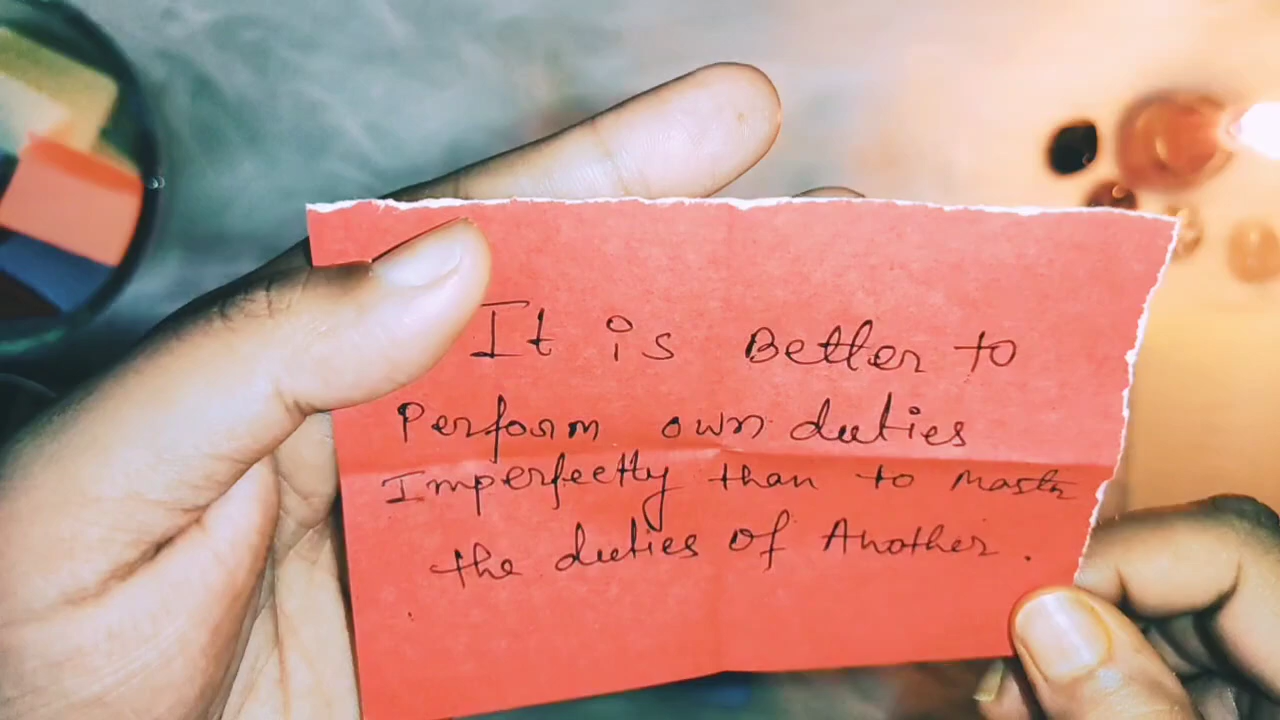 It is Better to
Perform own duties
Imperfectly than to master
the duties of Another.